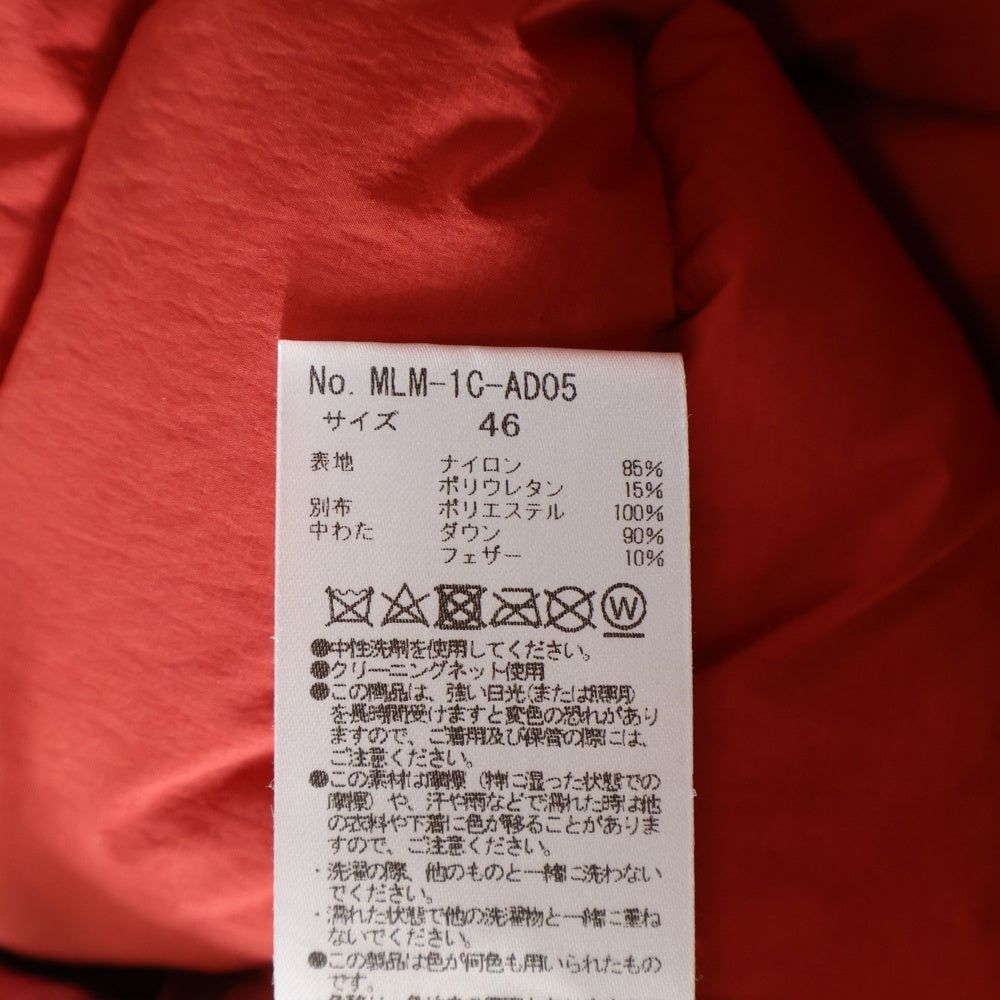 No. MLM-1C-AD05
サイズ 46
表地 ナイロン 85%
ポリウレタン 15%
別布 ポリエステル 100%
中わた ダウン 90%
フェザー 10%
W
●中性洗剤を使用してください。
●クリーニングネット使用
●この商品は、強い日光(または照明)
を長時間受けますと変色の恐れがあり
ますので、ご着用及び保管の際には、
ご注意ください。
●この素材は摩擦(特に湿った状態での
摩擦)や、汗や雨などで濡れた時は他
の衣料や下着に色が移ることがありま
すので、ご注意ください。
・洗濯の際、他のものと一緒に洗わない
でください。
・濡れた状態で他の洗濯物と一緒に重ね
ないでください。
●この製品は色が何色も用いられたもの
です。